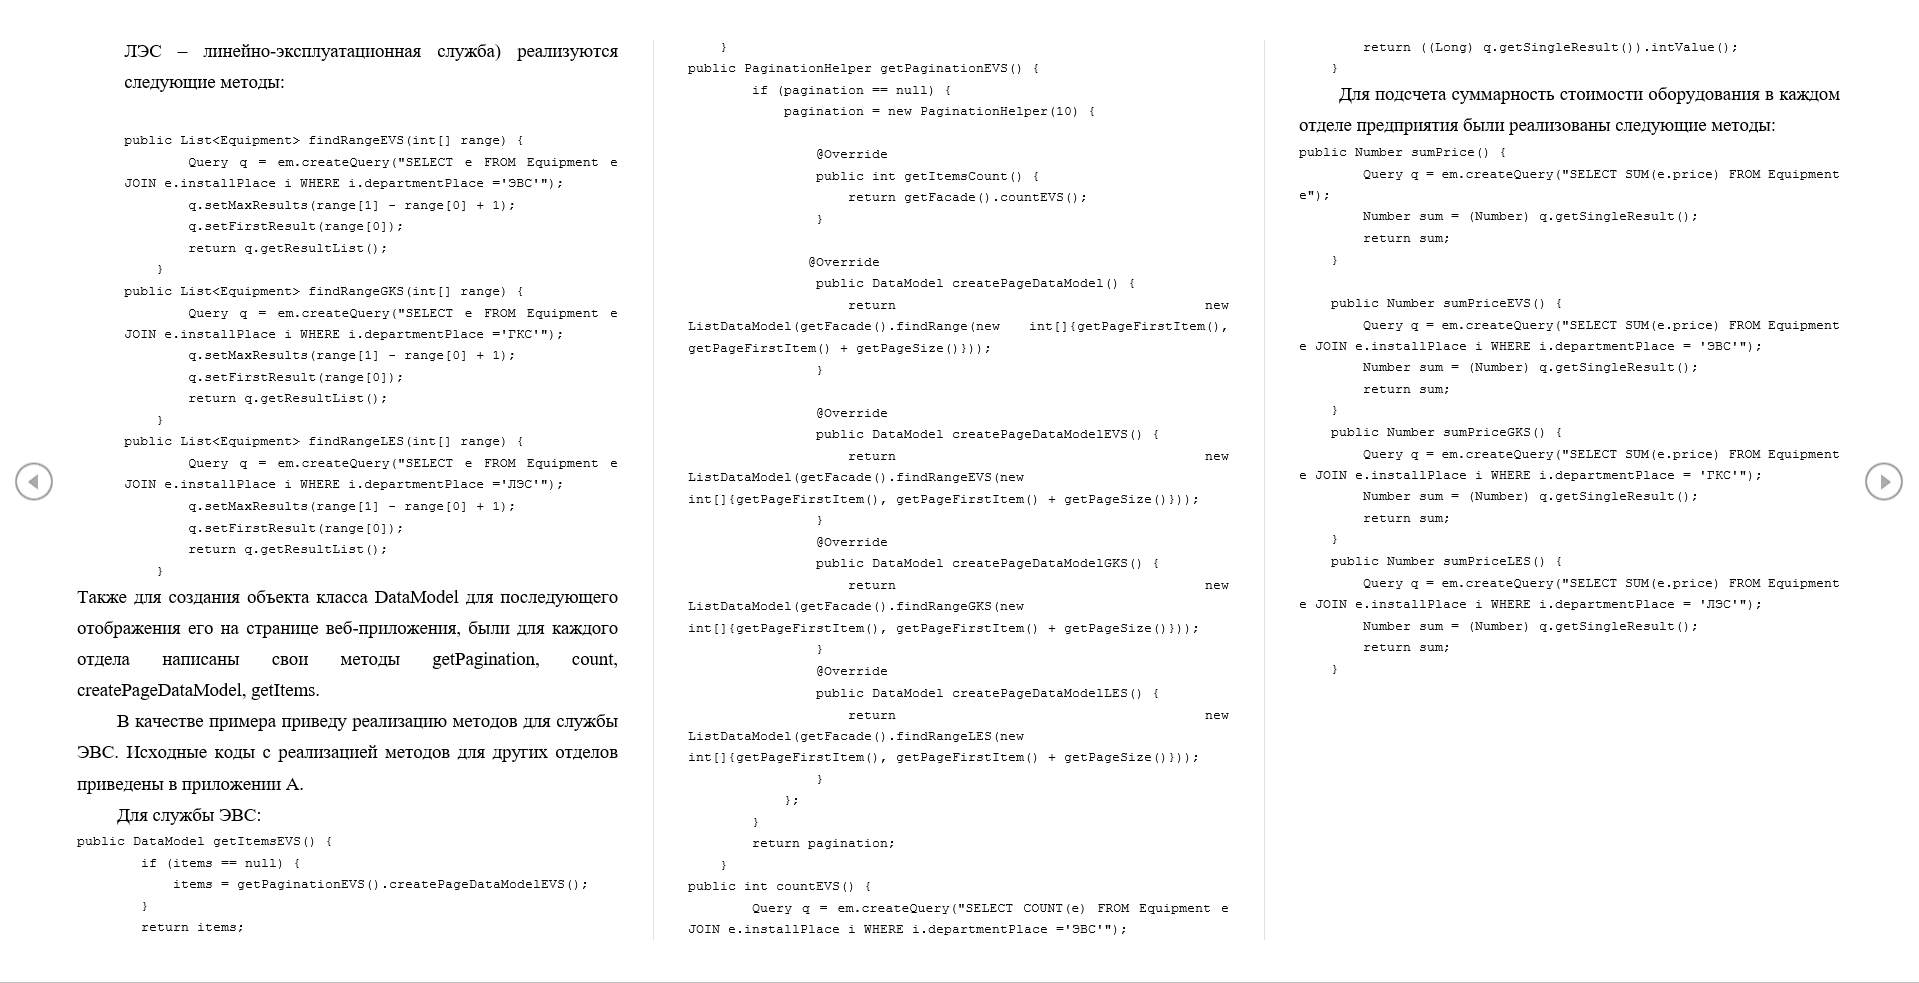 ЛЭС – линейно-эксплуатационная служба) реализуются
следующие методы:
public List<Equipment> findRangeEVS(int[] range) {
Query q = em.createQuery("SELECT e FROM Equipment e
JOIN e.installPlace i WHERE i.departmentPlace ='ЭВС'");
q.setMaxResults(range[1] - range[0] + 1);
q.setFirstResult(range[0]);
return q.getResultList();
}
public List<Equipment> findRangeGKS(int[] range) {
Query q = em.createQuery("SELECT e FROM Equipment e
JOIN e.installPlace i WHERE i.departmentPlace ='ГКС'");
q.setMaxResults(range[1] - range[0] + 1);
q.setFirstResult(range[0]);
return q.getResultList();
}
public List<Equipment> findRangeLES(int[] range) {
Query q = em.createQuery("SELECT e FROM Equipment e
JOIN e.installPlace i WHERE i.departmentPlace ='ЛЭС'");
q.setMaxResults(range[1] - range[0] + 1);
q.setFirstResult(range[0]);
return q.getResultList();
}
Также для создания объекта класса DataModel для последующего
отображения его на странице веб-приложения, были для каждого
отдела написаны свои методы getPagination, count,
createPageDataModel, getItems.
В качестве примера приведу реализацию методов для службы
ЭВС. Исходные коды с реализацией методов для других отделов
приведены в приложении А.
Для службы ЭВС:
public DataModel getItemsEVS() {
if (items == null) {
items = getPaginationEVS().createPageDataModelEVS();
}
return items;
}
public PaginationHelper getPaginationEVS() {
if (pagination == null) {
pagination = new PaginationHelper(10) {
@Override
public int getItemsCount() {
return getFacade().countEVS();
}
@Override
public DataModel createPageDataModel() {
return new
ListDataModel(getFacade().findRange(new int[]{getPageFirstItem(),
getPageFirstItem() + getPageSize()}));
}
@Override
public DataModel createPageDataModelEVS() {
return new
ListDataModel(getFacade().findRangeEVS(new
int[]{getPageFirstItem(), getPageFirstItem() + getPageSize()}));
}
@Override
public DataModel createPageDataModelGKS() {
return new
ListDataModel(getFacade().findRangeGKS(new
int[]{getPageFirstItem(), getPageFirstItem() + getPageSize()}));
}
@Override
public DataModel createPageDataModelLES() {
return new
ListDataModel(getFacade().findRangeLES(new
int[]{getPageFirstItem(), getPageFirstItem() + getPageSize()}));
}
};
}
return pagination;
}
public int countEVS() {
Query q = em.createQuery("SELECT COUNT(e) FROM Equipment e
JOIN e.installPlace i WHERE i.departmentPlace ='ЭВС'");
return ((Long) q.getSingleResult()).intValue();
}
Для подсчета суммарность стоимости оборудования в каждом
отделе предприятия были реализованы следующие методы:
public Number sumPrice() {
Query q = em.createQuery("SELECT SUM(e.price) FROM Equipment
e");
Number sum = (Number) q.getSingleResult();
return sum;
}
public Number sumPriceEVS() {
Query q = em.createQuery("SELECT SUM(e.price) FROM Equipment
e JOIN e.installPlace i WHERE i.departmentPlace = 'ЭВС'");
Number sum = (Number) q.getSingleResult();
return sum;
}
public Number sumPriceGKS() {
Query q = em.createQuery("SELECT SUM(e.price) FROM Equipment
e JOIN e.installPlace i WHERE i.departmentPlace = 'ГКС'");
Number sum = (Number) q.getSingleResult();
return sum;
}
public Number sumPriceLES() {
Query q = em.createQuery("SELECT SUM(e.price) FROM Equipment
e JOIN e.installPlace i WHERE i.departmentPlace = 'ЛЭС'");
Number sum = (Number) q.getSingleResult();
return sum;
}